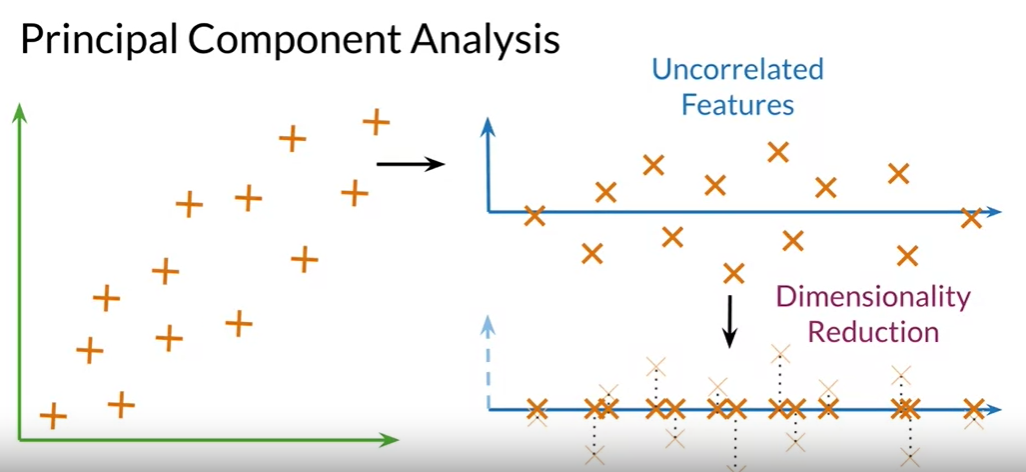 Principal Component Analysis
Uncorrelated
Features
Dimensionality
Reduction